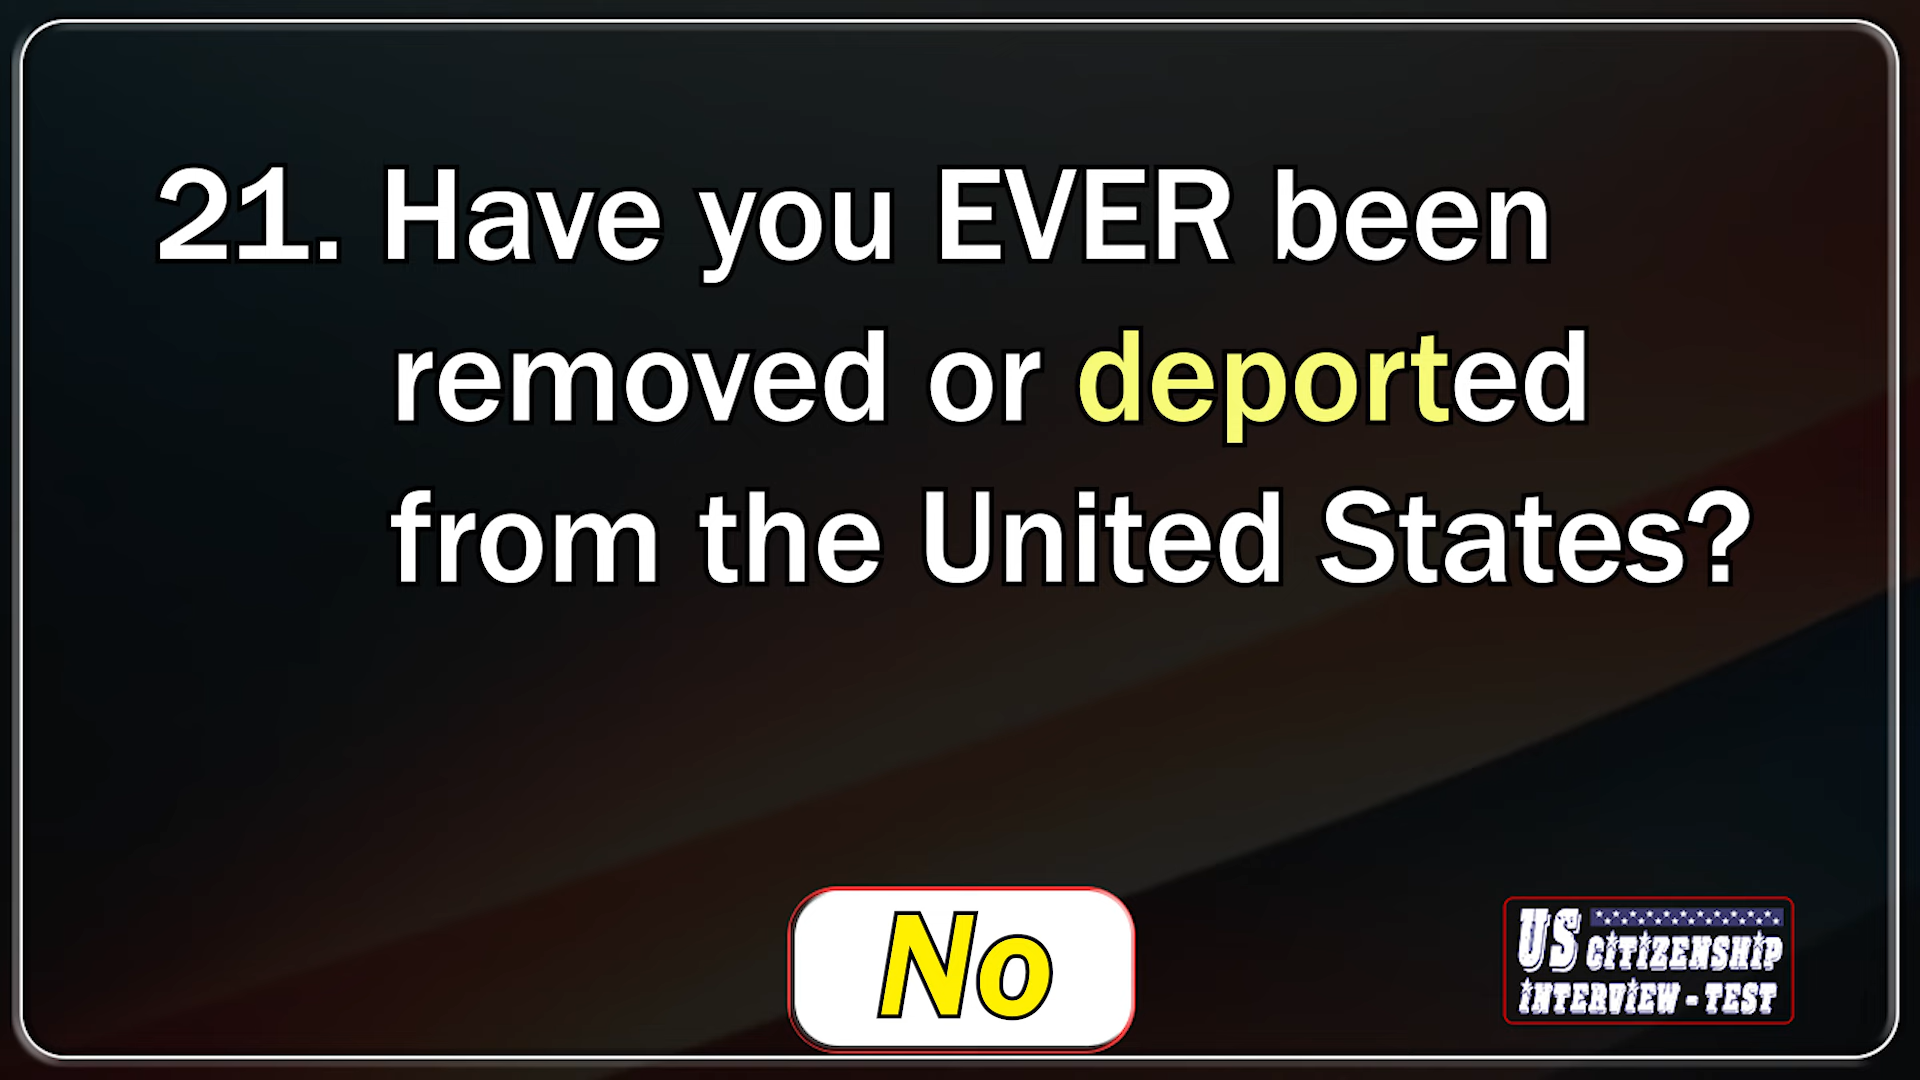 21. Have you EVER been
removed or deported
from the United States?
No
US CITIZENSHIP
INTERVIEW - TEST